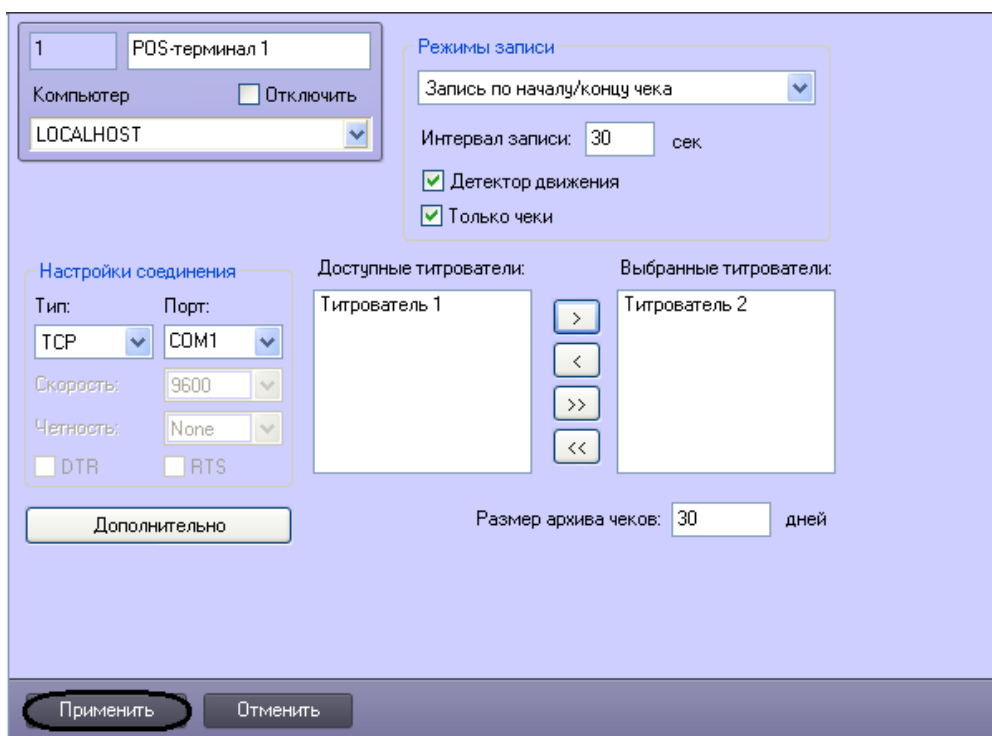 1 POS-терминал 1
Компьютер Отключить
LOCALHOST
Режимы записи
Запись по началу/концу чека
Интервал записи: 30 сек
Детектор движения
Только чеки
Настройки соединения
Тип: Порт:
TCP COM1
Скорость: 9600
Четность: None
DTR RTS
Дополнительно
Доступные титрователи:
Титрователь 1
>
<
>>
<<
Выбранные титрователи:
Титрователь 2
Размер архива чеков: 30 дней
Применить Отменить